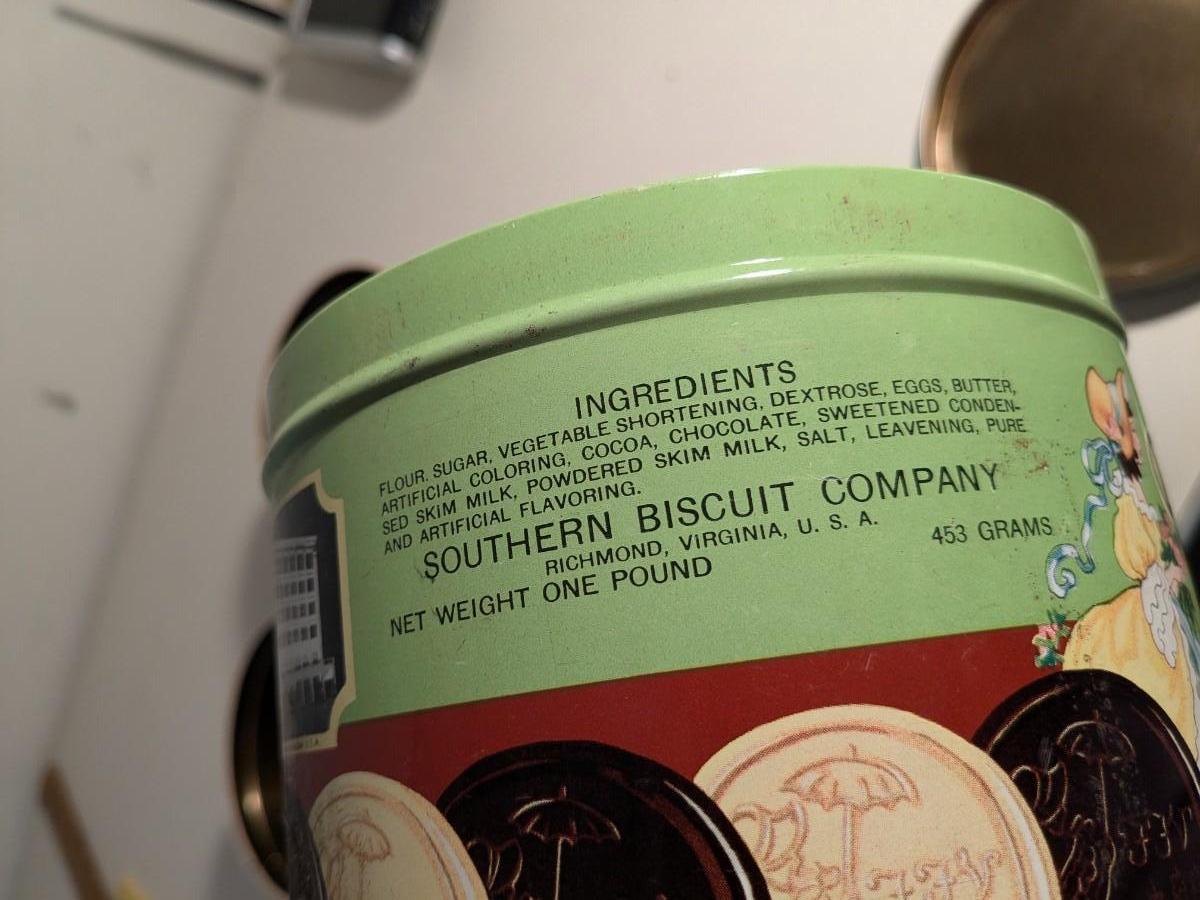 INGREDIENTS
FLOUR. SUGAR, VEGETABLE SHORTENING, DEXTROSE, EGGS, BUTTER,
ARTIFICIAL COLORING, COCOA, CHOCOLATE, SWEETENED CONDEN-
SED SKIM MILK, POWDERED SKIM MILK, SALT, LEAVENING, PURE
AND ARTIFICIAL FLAVORING.
SOUTHERN BISCUIT COMPANY
RICHMOND, VIRGINIA, U. S. A.
NET WEIGHT ONE POUND 453 GRAMS